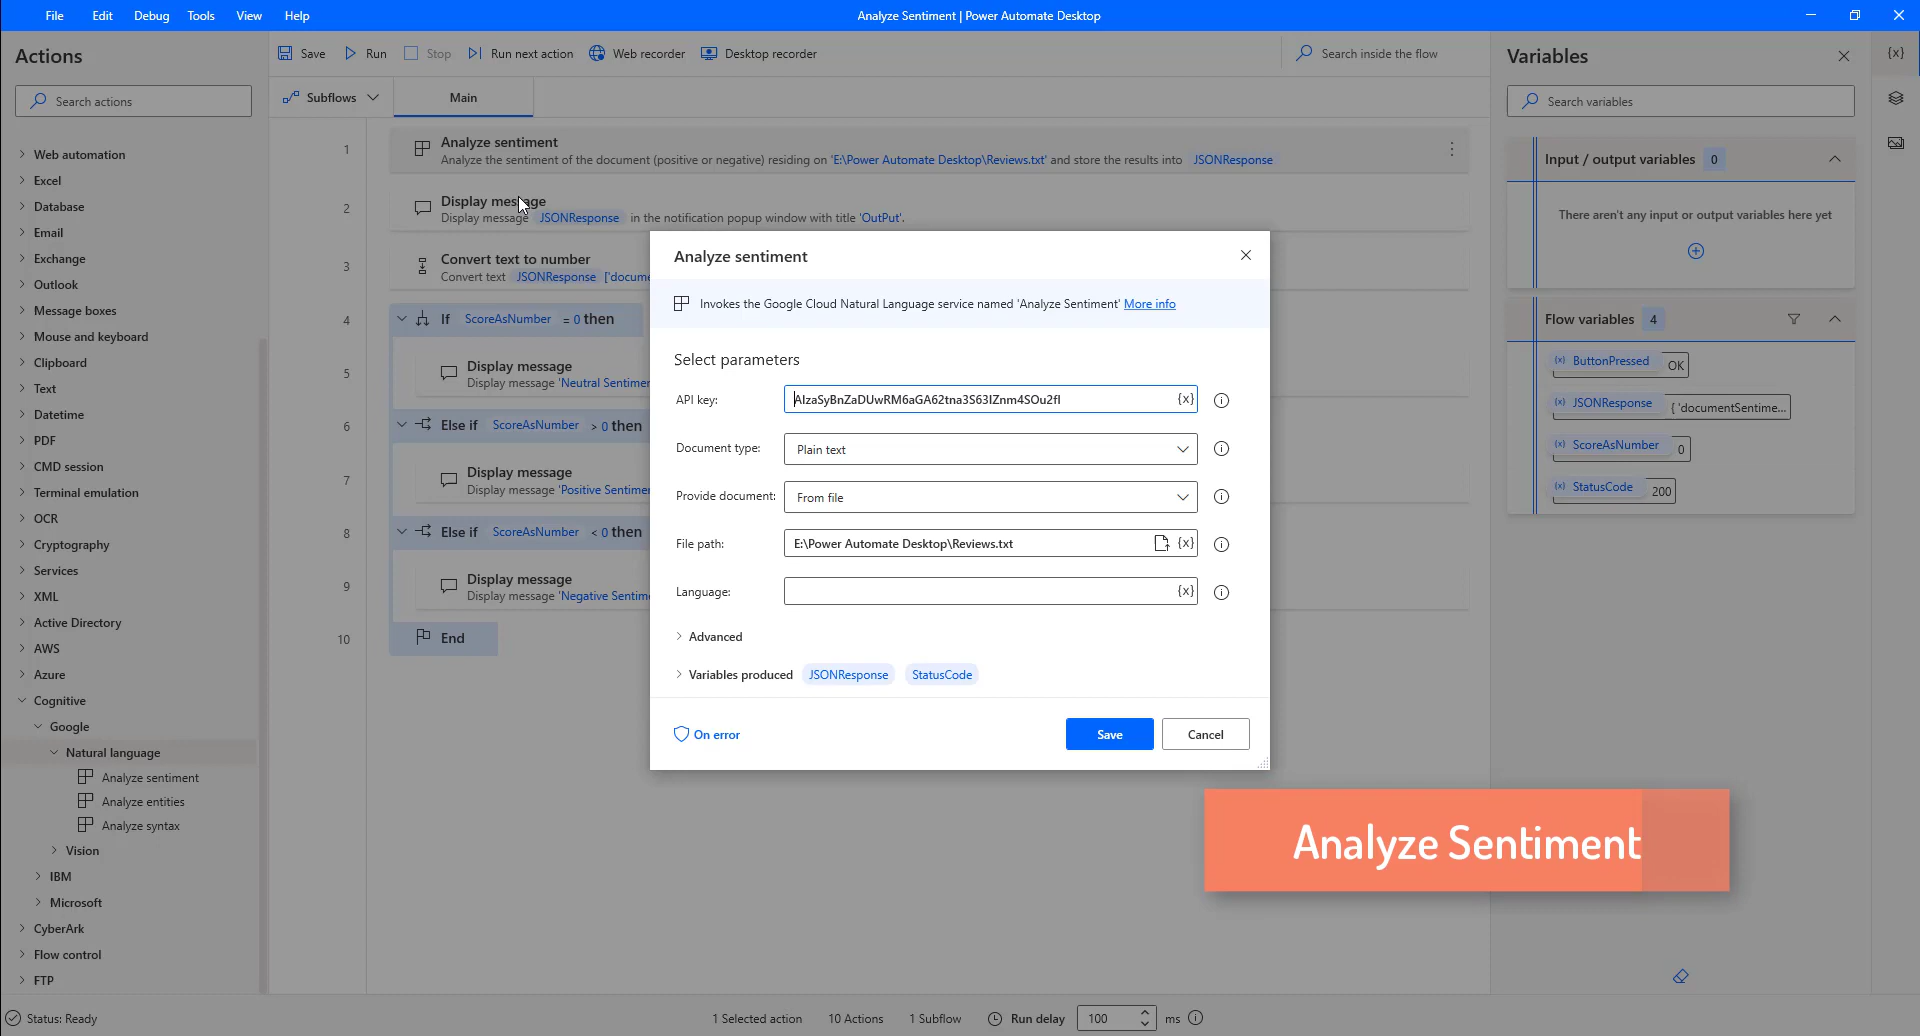 File Edit Debug Tools View Help
Analyze Sentiment | Power Automate Desktop
Actions
Search actions
Web automation
Excel
Database
Email
Exchange
Outlook
Message boxes
Mouse and keyboard
Clipboard
Text
Datetime
PDF
CMD session
Terminal emulation
OCR
Cryptography
Services
XML
Active Directory
AWS
Azure
Cognitive
Google
Natural language
Analyze sentiment
Analyze entities
Analyze syntax
Vision
IBM
Microsoft
CyberArk
Flow control
FTP
Save Run Stop Run next action Web recorder Desktop recorder
Search inside the flow
Subflows Main
1 Analyze sentiment
Analyze the sentiment of the document (positive or negative) residing on 'E:\Power Automate Desktop\Reviews.txt' and store the results into JSONResponse
2 Display message
Display message JSONResponse in the notification popup window with title 'OutPut'.
3 Convert text to number
Convert text JSONResponse ['docume
4 If ScoreAsNumber = 0 then
5 Display message
Display message 'Neutral Sentimen
6 Else if ScoreAsNumber > 0 then
7 Display message
Display message 'Positive Sentimen
8 Else if ScoreAsNumber < 0 then
9 Display message
Display message 'Negative Sentim
10 End
Analyze sentiment
Invokes the Google Cloud Natural Language service named 'Analyze Sentiment' More info
Select parameters
API key: AIzaSyBnZaDUwRM6aGA62tna3S63IZnm4SOu2fI {x}
Document type: Plain text
Provide document: From file
File path: E:\Power Automate Desktop\Reviews.txt {x}
Language: {x}
Advanced
Variables produced JSONResponse StatusCode
On error Save Cancel
Variables
{x}
Search variables
Input / output variables 0
There aren't any input or output variables here yet
Flow variables 4
(x) ButtonPressed OK
(x) JSONResponse { 'documentSentime...
(x) ScoreAsNumber 0
(x) StatusCode 200
Analyze Sentiment
Status: Ready
1 Selected action 10 Actions 1 Subflow Run delay 100 ms